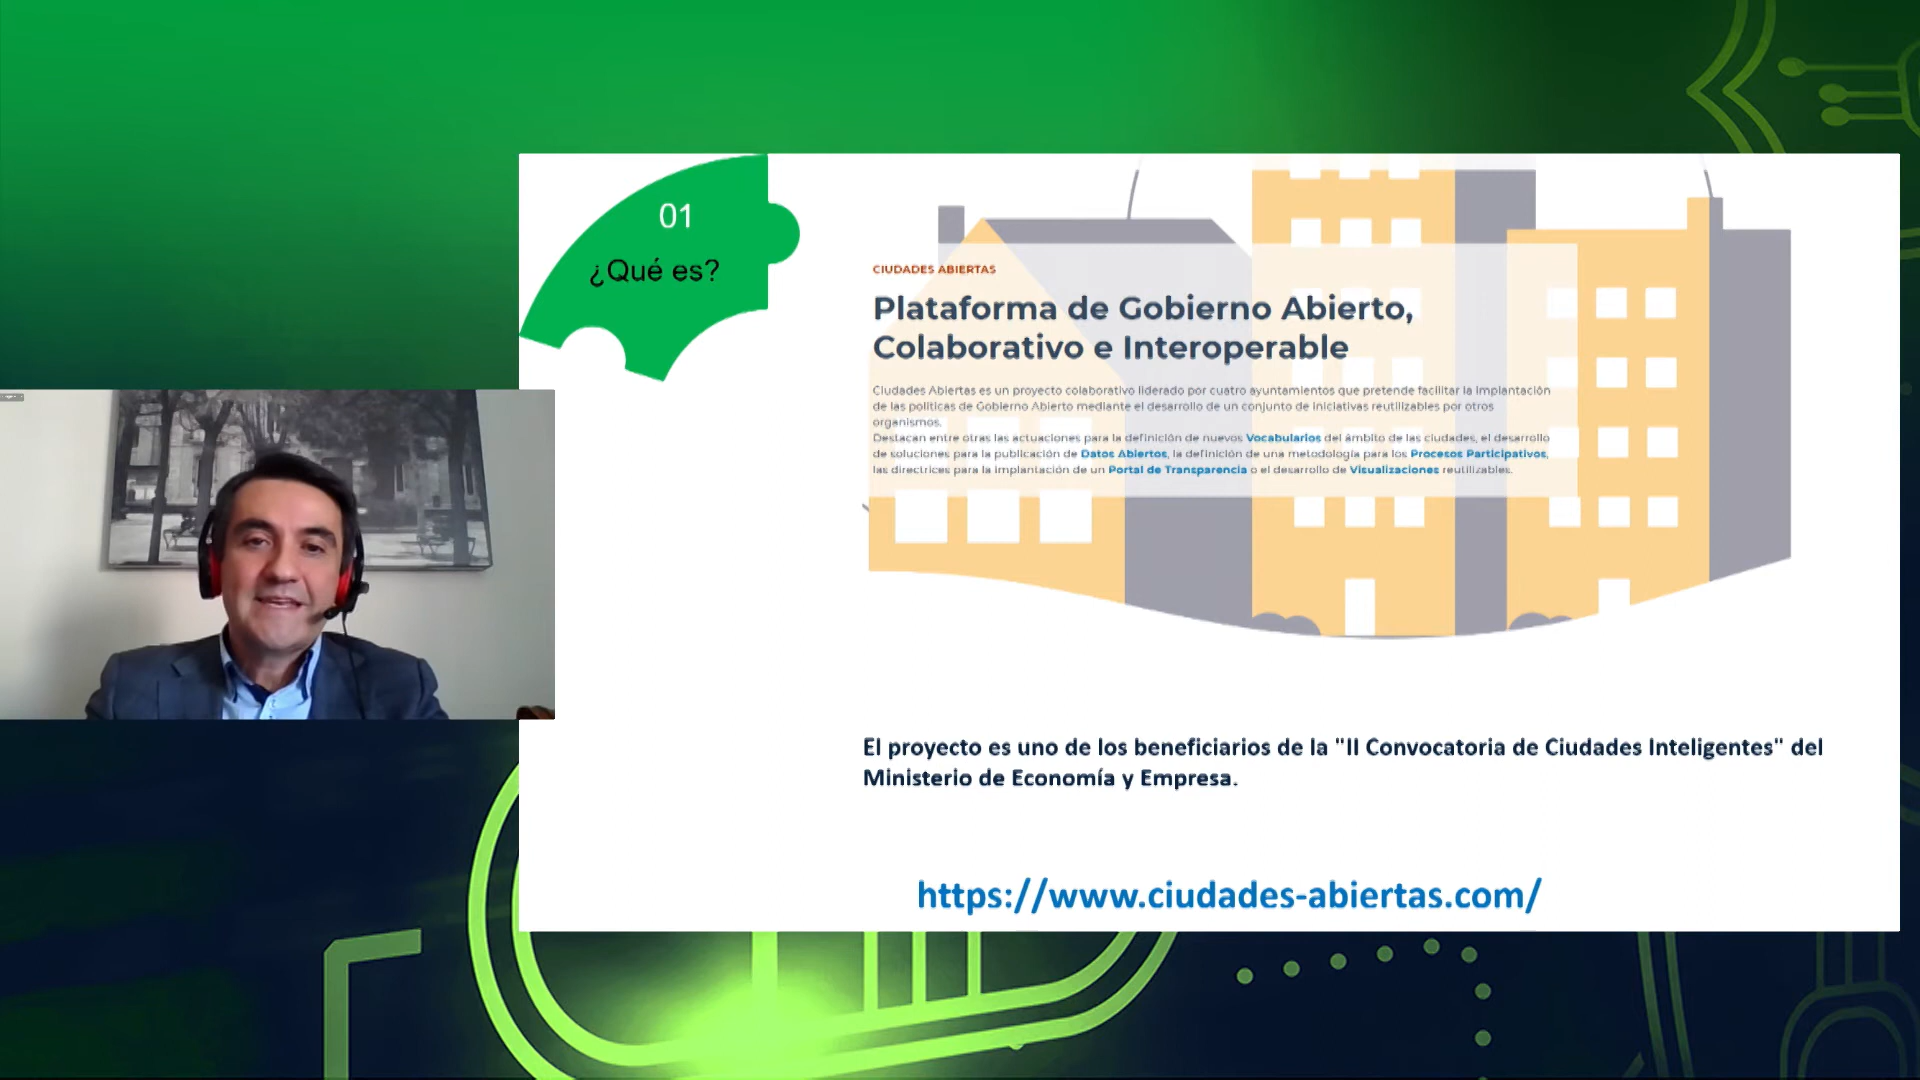 01
¿Qué es?
CIUDADES ABIERTAS
Plataforma de Gobierno Abierto,
Colaborativo e Interoperable
Ciudades Abiertas es un proyecto colaborativo liderado por cuatro ayuntamientos que pretende facilitar la implantación
de las políticas de Gobierno Abierto mediante el desarrollo de un conjunto de iniciativas reutilizables por otros
organismos.
Destacan entre otras las actuaciones para la definición de nuevos Vocabularios del ámbito de las ciudades, el desarrollo
de soluciones para la publicación de Datos Abiertos, la definición de una metodología para los Procesos Participativos,
las directrices para la implantación de un Portal de Transparencia o el desarrollo de Visualizaciones reutilizables.
El proyecto es uno de los beneficiarios de la "II Convocatoria de Ciudades Inteligentes" del
Ministerio de Economía y Empresa.
https://www.ciudades-abiertas.com/